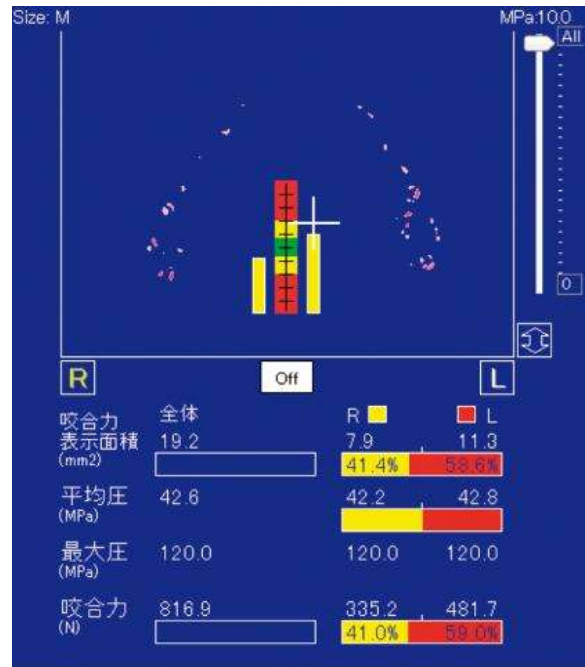 Size: M MPa:10.0
All
0
R Off L
咬合力 全体 R L
表示面積 19.2 7.9 11.3
(mm2) 41.4% 58.6%
平均圧 42.6 42.2 42.8
(MPa)
最大圧 120.0 120.0 120.0
(MPa)
咬合力 816.9 335.2 481.7
(N) 41.0% 59.0%